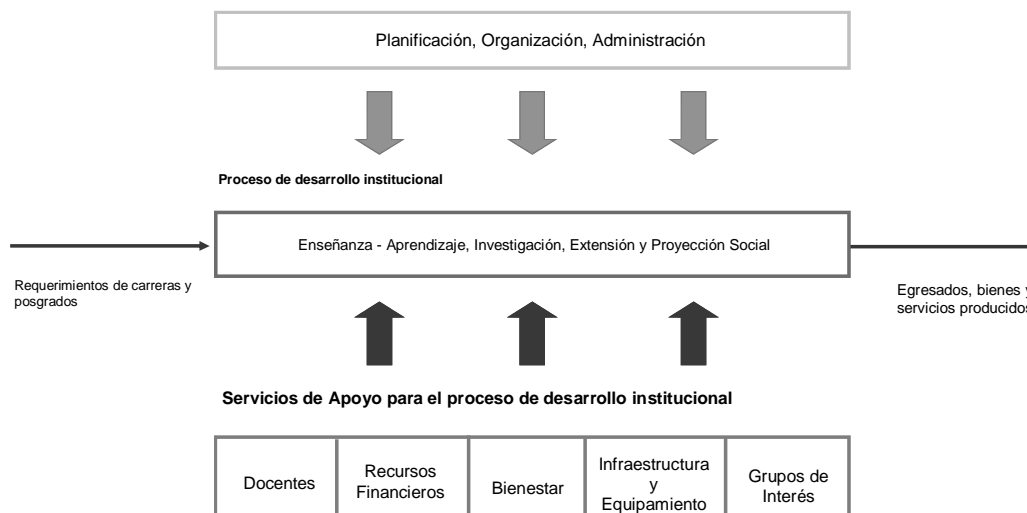 Planificación, Organización, Administración
Proceso de desarrollo institucional
Enseñanza - Aprendizaje, Investigación, Extensión y Proyección Social
Requerimientos de carreras y
posgrados
Egresados, bienes y
servicios producidos
Servicios de Apoyo para el proceso de desarrollo institucional
Docentes
Recursos
Financieros
Bienestar
Infraestructura
y
Equipamiento
Grupos de
Interés